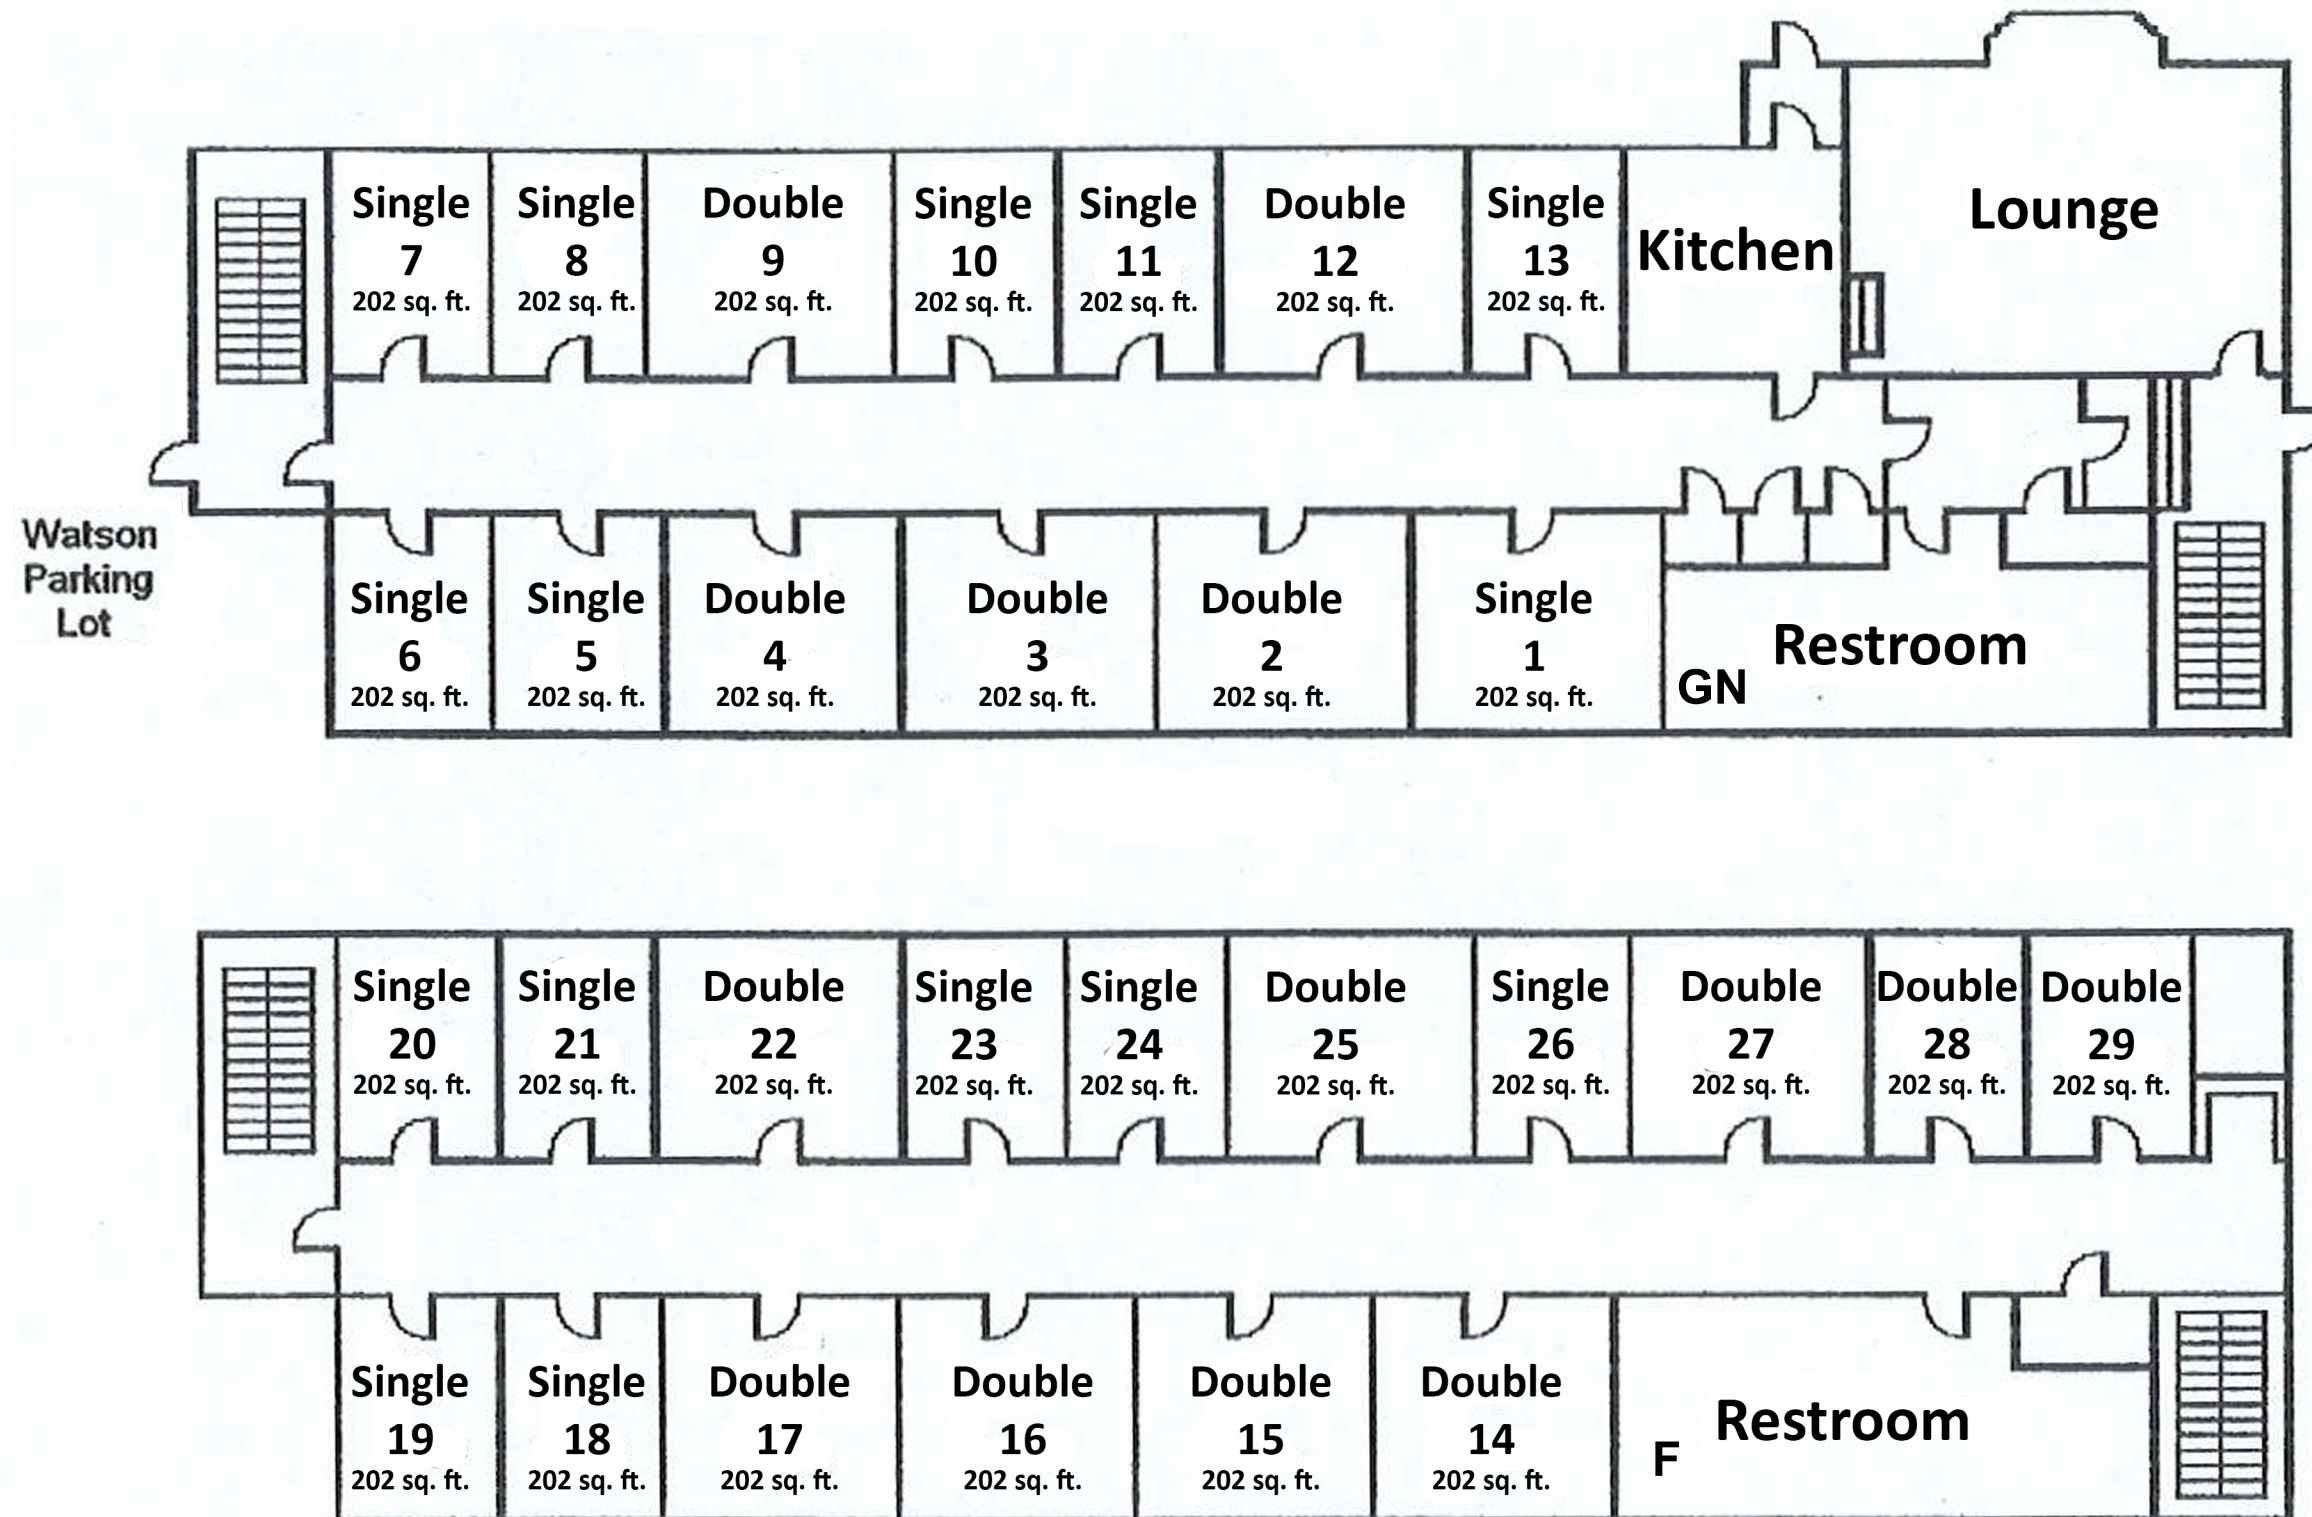 Single
7
202 sq. ft.
Single
8
202 sq. ft.
Double
9
202 sq. ft.
Single
10
202 sq. ft.
Single
11
202 sq. ft.
Double
12
202 sq. ft.
Single
13
202 sq. ft.
Kitchen
Lounge
Watson
Parking
Lot
Single
6
202 sq. ft.
Single
5
202 sq. ft.
Double
4
202 sq. ft.
Double
3
202 sq. ft.
Double
2
202 sq. ft.
Single
1
202 sq. ft.
GN
Restroom
Single
20
202 sq. ft.
Single
21
202 sq. ft.
Double
22
202 sq. ft.
Single
23
202 sq. ft.
Single
24
202 sq. ft.
Double
25
202 sq. ft.
Single
26
202 sq. ft.
Double
27
202 sq. ft.
Double
28
202 sq. ft.
Double
29
202 sq. ft.
Single
19
202 sq. ft.
Single
18
202 sq. ft.
Double
17
202 sq. ft.
Double
16
202 sq. ft.
Double
15
202 sq. ft.
Double
14
202 sq. ft.
F
Restroom